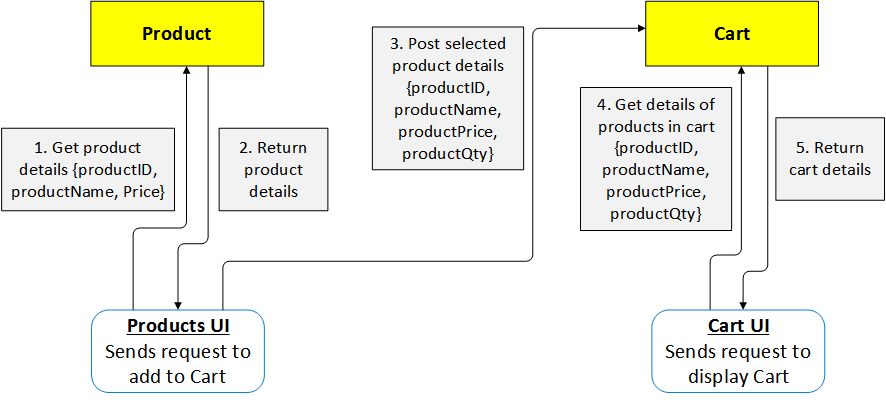 Product
Cart
3. Post selected
product details
{productID,
productName,
productPrice,
productQty}
4. Get details of
products in cart
{productID,
productName,
productPrice,
productQty}
1. Get product
details {productID,
productName, Price}
2. Return
product
details
5. Return
cart details
Products UI
Sends request to
add to Cart
Cart UI
Sends request to
display Cart